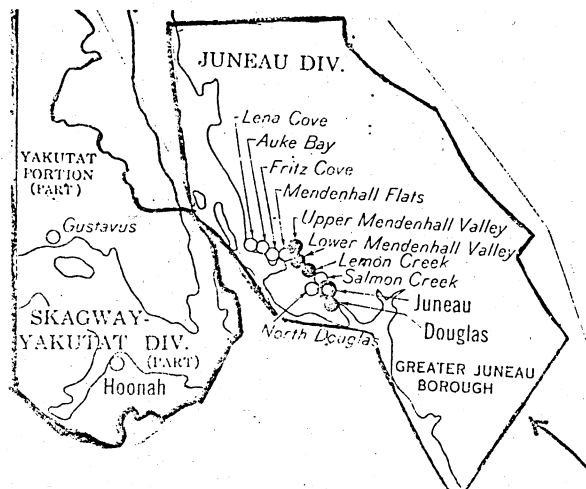 JUNEAU DIV.
Lena Cove
Auke Bay
Fritz Cove
Mendenhall Flats
Upper Mendenhall Valley
Lower Mendenhall Valley
Lemon Creek
Salmon Creek
Juneau
Douglas
North Douglas
GREATER JUNEAU
BOROUGH
YAKUTAT
PORTION
(PART)
Gustavus
SKAGWAY-
YAKUTAT DIV.
(PART)
Hoonah